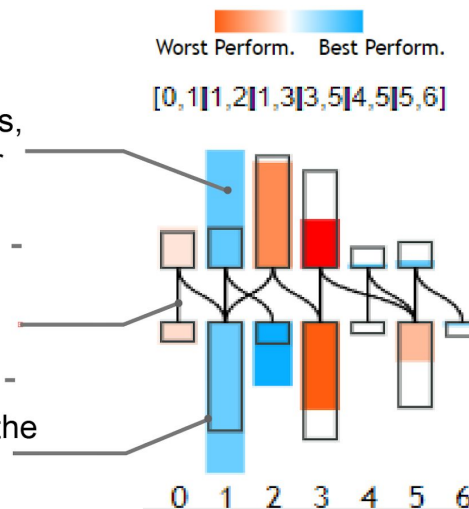 Worst Perform. Best Perform.
[0,1][1,2][1,3][3,5][4,5][5,6]
s,
the
0 1 2 3 4 5 6